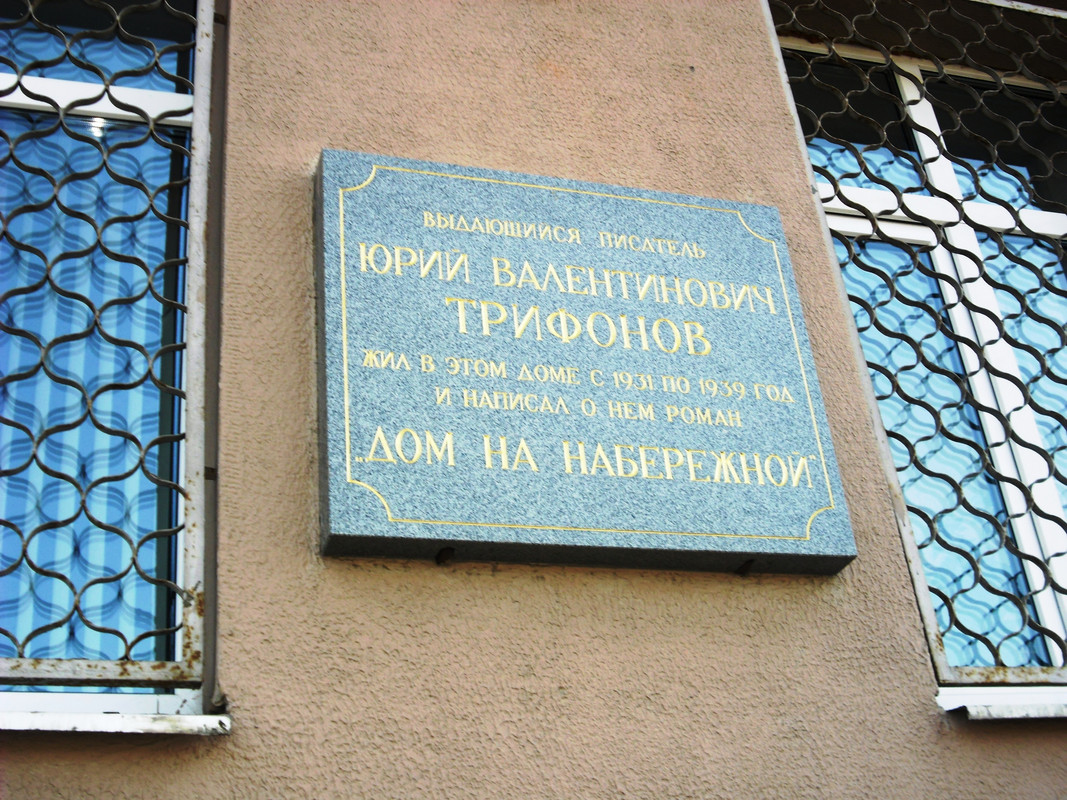 ВЫДАЮЩИЙСЯ ПИСАТЕЛЬ
ЮРИЙ ВАЛЕНТИНОВИЧ
ТРИФОНОВ
ЖИЛ В ЭТОМ ДОМЕ С 1931 ПО 1939 ГОД
И НАПИСАЛ О НЕМ РОМАН
„ДОМ НА НАБЕРЕЖНОЙ“